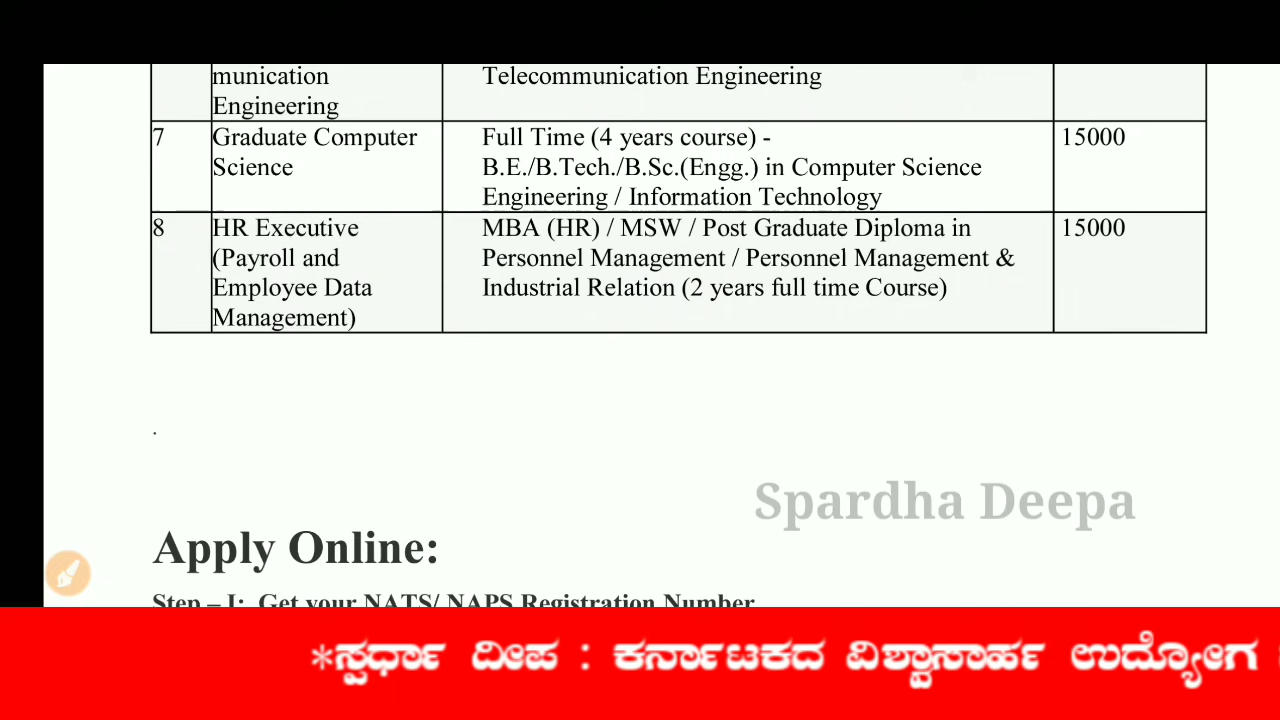 munication Telecommunication Engineering
Engineering
7 Graduate Computer Full Time (4 years course) - 15000
Science B.E./B.Tech./B.Sc.(Engg.) in Computer Science
Engineering / Information Technology
8 HR Executive MBA (HR) / MSW / Post Graduate Diploma in 15000
(Payroll and Personnel Management / Personnel Management &
Employee Data Industrial Relation (2 years full time Course)
Management)
.
Spardha Deepa
Apply Online:
Step – I: Get your NATS/ NAPS Registration Number
*ಸ್ಪರ್ಧಾ ದೀಪ : ಕರ್ನಾಟಕದ ವಿಶ್ವಾಸಾರ್ಹ ಉದ್ಯೋಗ